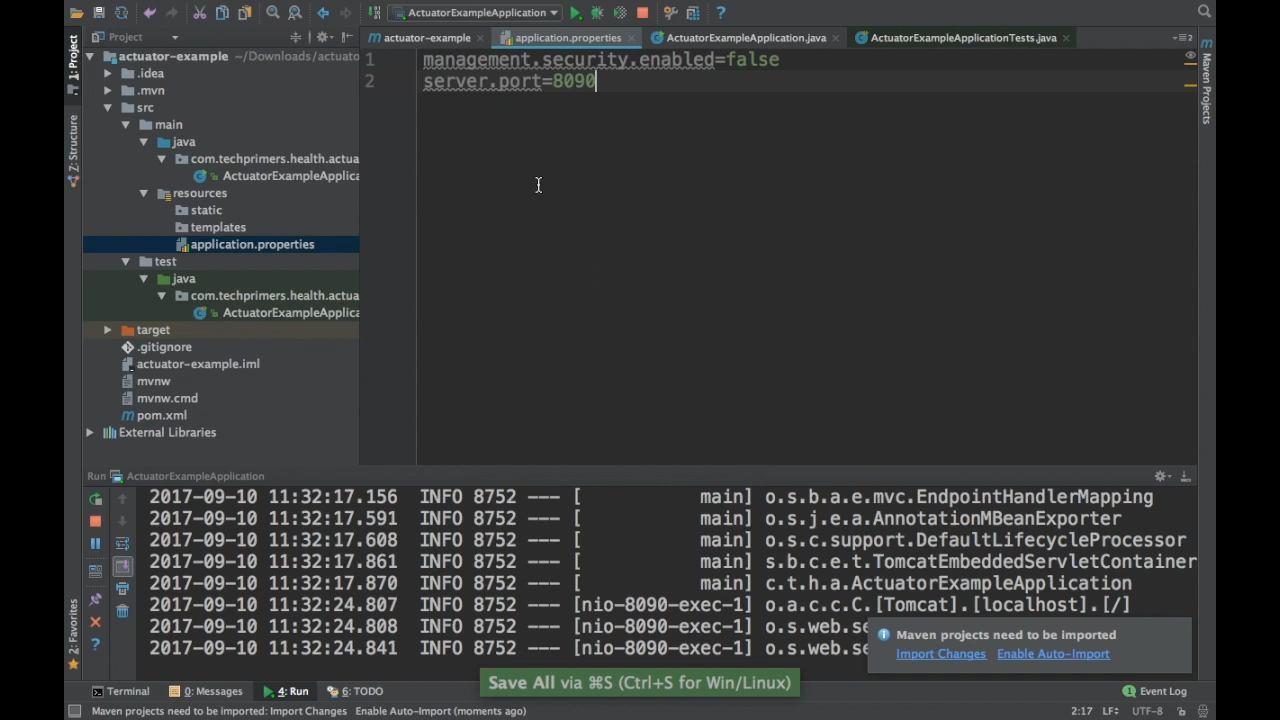 ActuatorExampleApplication
Project
actuator-example
application.properties
ActuatorExampleApplication.java
ActuatorExampleApplicationTests.java
2
1: Project
Z: Structure
2: Favorites
Maven Projects
actuator-example ~/Downloads/actuato
.idea
.mvn
src
main
java
com.techprimers.health.actua
ActuatorExampleApplica
resources
static
templates
application.properties
test
java
com.techprimers.health.actua
ActuatorExampleApplica
target
.gitignore
actuator-example.iml
mvnw
mvnw.cmd
pom.xml
External Libraries
1 management.security.enabled=false
2 server.port=8090
Run ActuatorExampleApplication
2017-09-10 11:32:17.156 INFO 8752 --- [ main] o.s.b.a.e.mvc.EndpointHandlerMapping
2017-09-10 11:32:17.591 INFO 8752 --- [ main] o.s.j.e.a.AnnotationMBeanExporter
2017-09-10 11:32:17.608 INFO 8752 --- [ main] o.s.c.support.DefaultLifecycleProcessor
2017-09-10 11:32:17.861 INFO 8752 --- [ main] s.b.c.e.t.TomcatEmbeddedServletContainer
2017-09-10 11:32:17.870 INFO 8752 --- [ main] c.t.h.a.ActuatorExampleApplication
2017-09-10 11:32:24.807 INFO 8752 --- [nio-8090-exec-1] o.a.c.c.C.[Tomcat].[localhost].[/]
2017-09-10 11:32:24.808 INFO 8752 --- [nio-8090-exec-1] o.s.web.se
2017-09-10 11:32:24.841 INFO 8752 --- [nio-8090-exec-1] o.s.web.se
Maven projects need to be imported
Import Changes Enable Auto-Import
Save All via ⌘S (Ctrl+S for Win/Linux)
Terminal 0: Messages 4: Run 6: TODO 1 Event Log
Maven projects need to be imported: Import Changes Enable Auto-Import (moments ago) 2:17 LF UTF-8